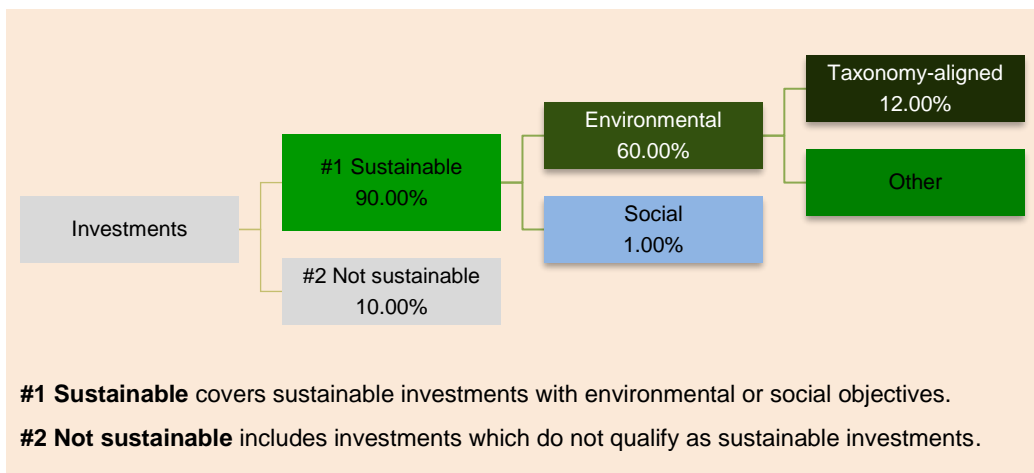 Investments
#1 Sustainable
90.00%
#2 Not sustainable
10.00%
Environmental
60.00%
Social
1.00%
Taxonomy-aligned
12.00%
Other
#1 Sustainable covers sustainable investments with environmental or social objectives.
#2 Not sustainable includes investments which do not qualify as sustainable investments.